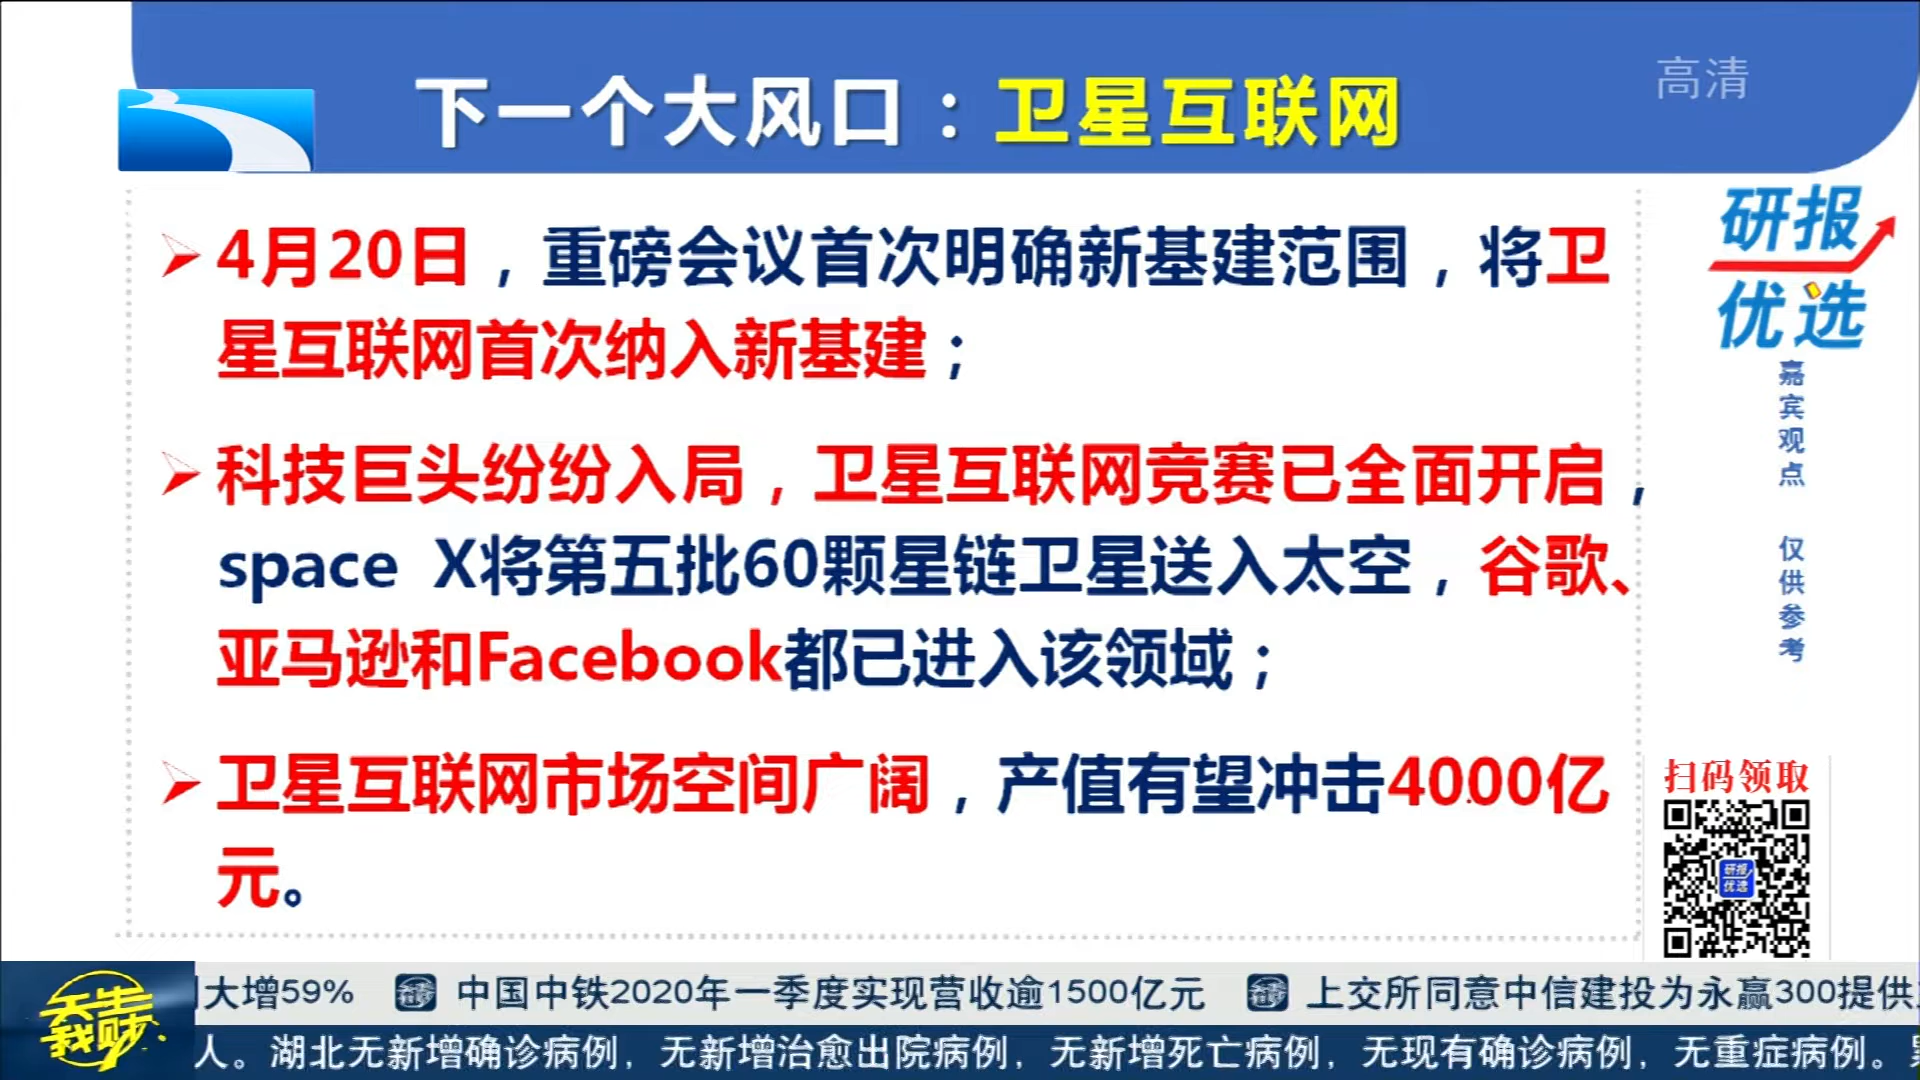 下一个大风口：卫星互联网
高清
4月20日，重磅会议首次明确新基建范围，将卫
星互联网首次纳入新基建；
科技巨头纷纷入局，卫星互联网竞赛已全面开启，
space X将第五批60颗星链卫星送入太空，谷歌、
亚马逊和Facebook都已进入该领域；
卫星互联网市场空间广阔，产值有望冲击4000亿
元。
研报
优选
嘉宾观点 仅供参考
扫码领取
研报
优选
大增59% 中国中铁2020年一季度实现营收逾1500亿元 上交所同意中信建投为永赢300提供
人。湖北无新增确诊病例，无新增治愈出院病例，无新增死亡病例，无现有确诊病例，无重症病例。